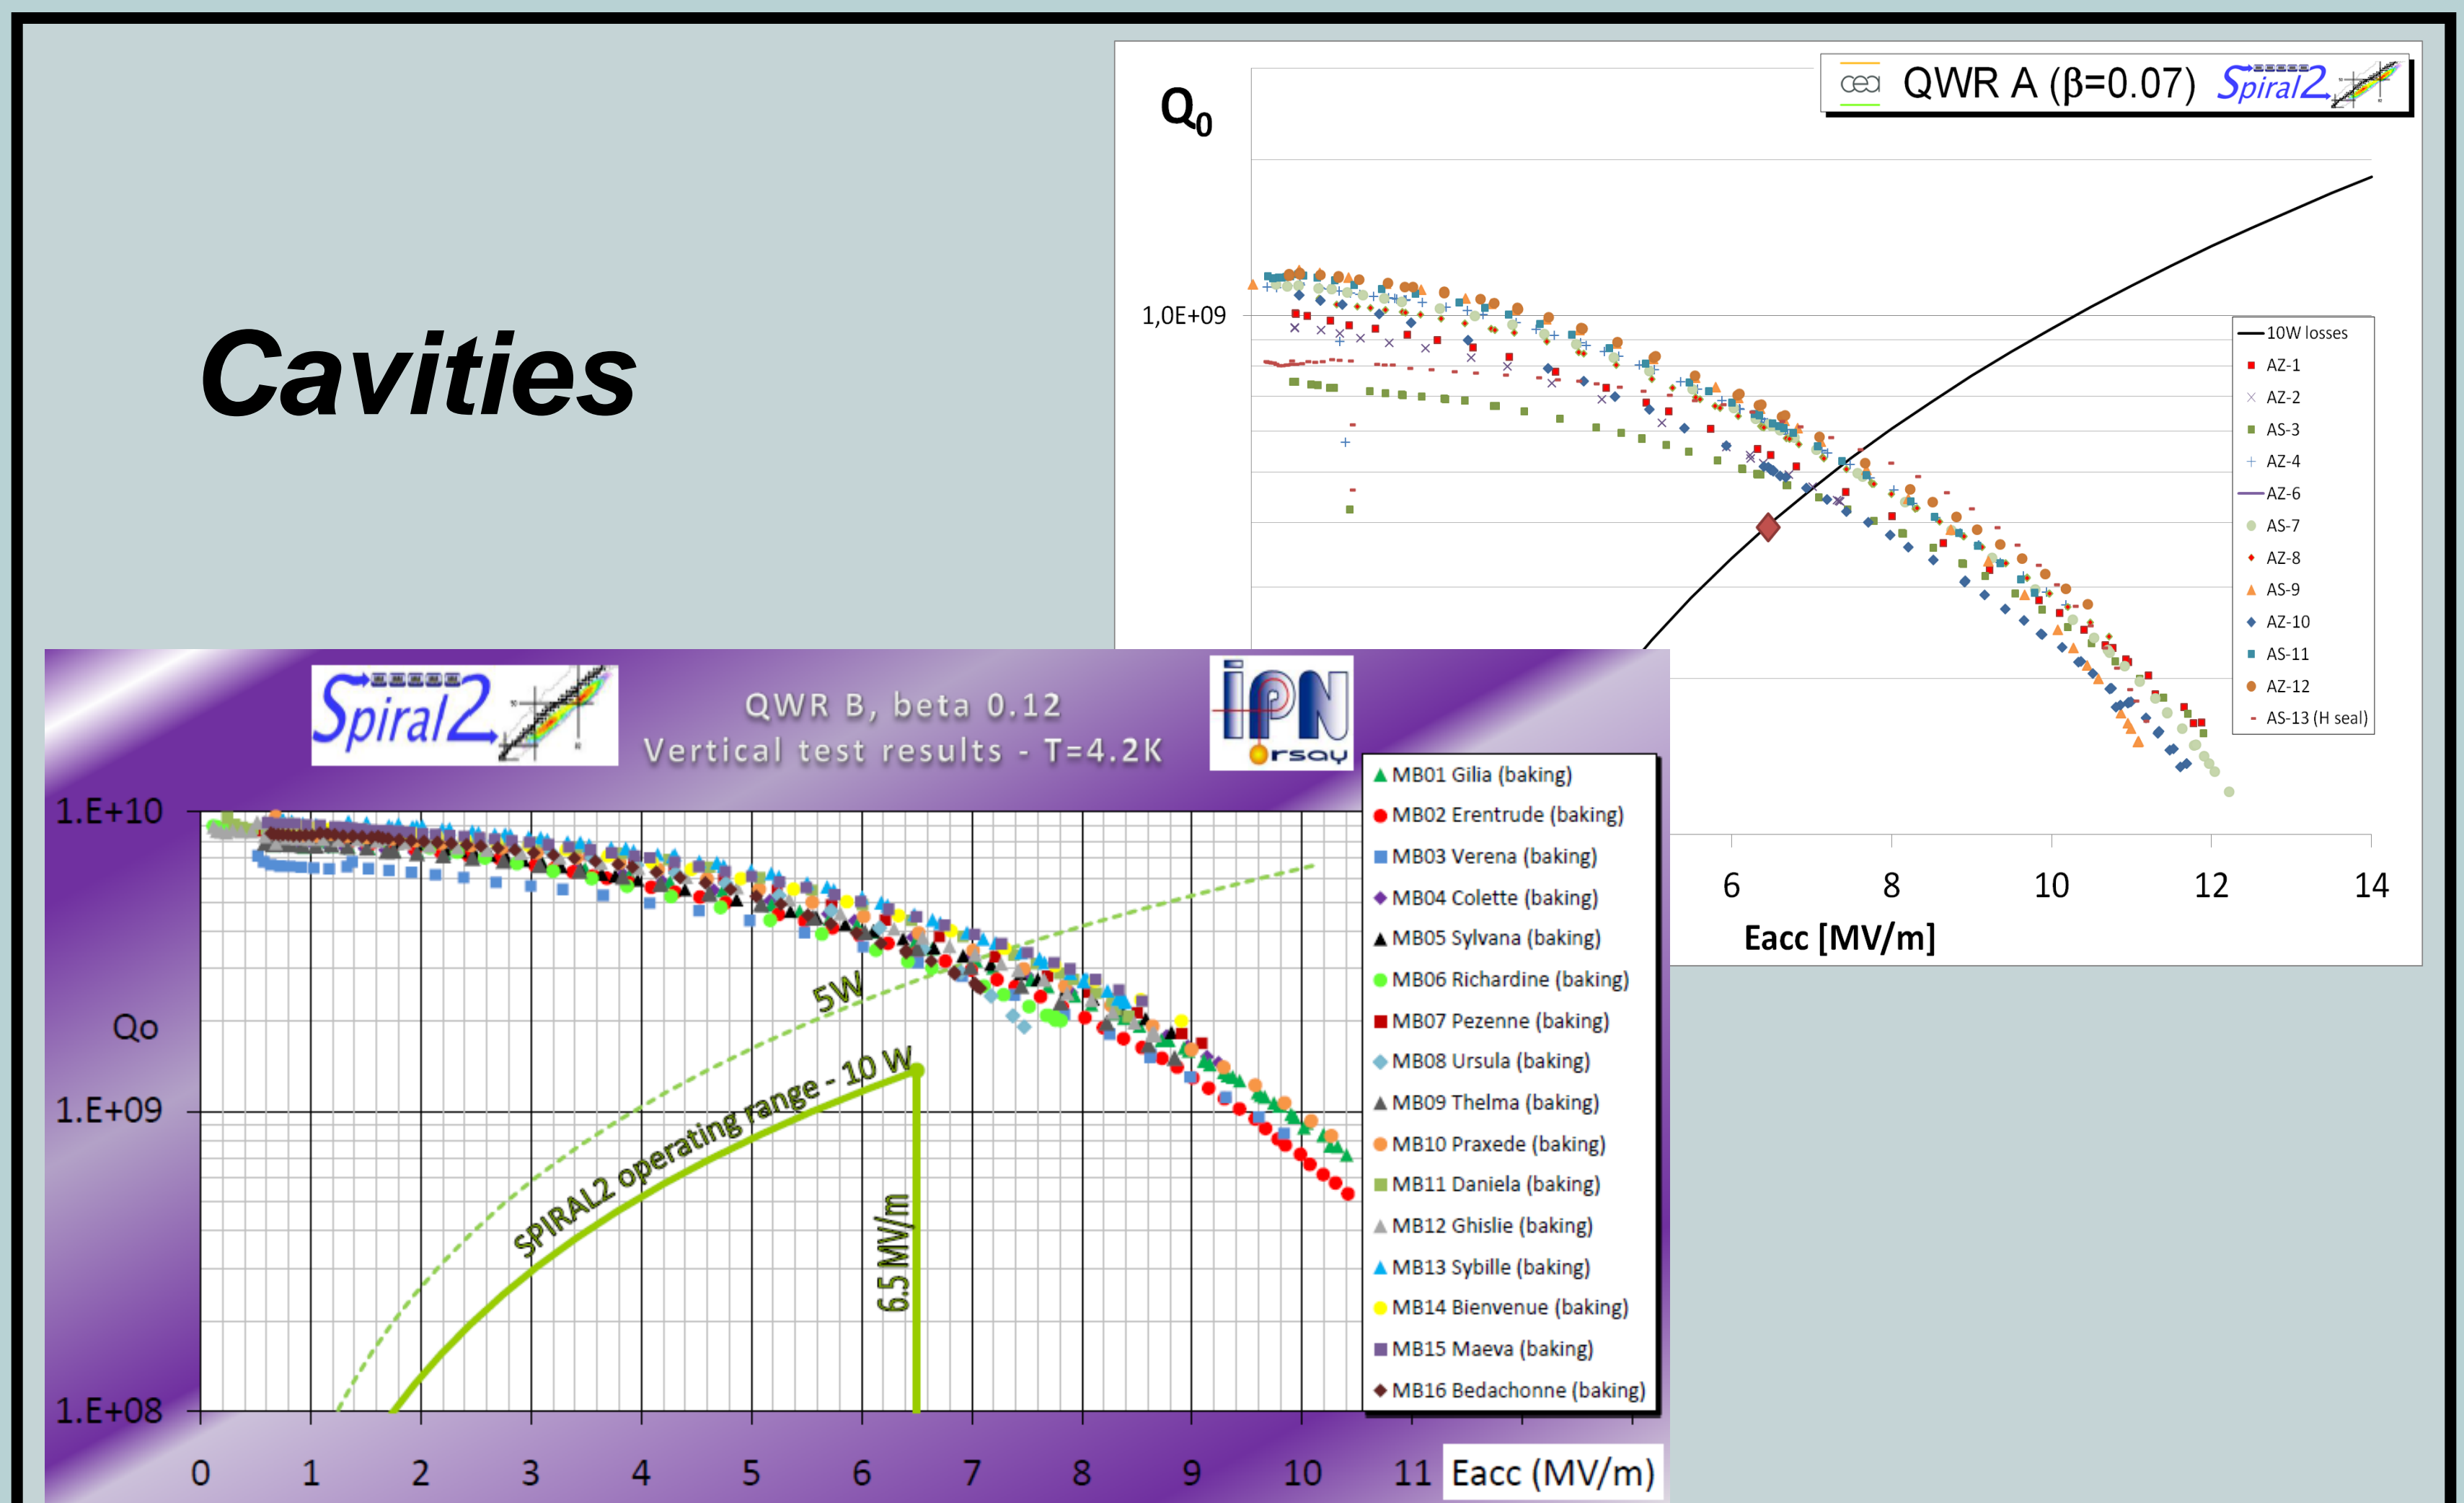 Cavities
cea QWR A (β=0.07) Spiral2
Q0
1,0E+09
10W losses
AZ-1
AZ-2
AS-3
AZ-4
AZ-6
AS-7
AZ-8
AS-9
AZ-10
AS-11
AZ-12
AS-13 (H seal)
6 8 10 12 14
Eacc [MV/m]
Spiral2
QWR B, beta 0.12
Vertical test results - T=4.2K
iPN
Orsay
MB01 Gilia (baking)
MB02 Erentrude (baking)
MB03 Verena (baking)
MB04 Colette (baking)
MB05 Sylvana (baking)
MB06 Richardine (baking)
MB07 Pezenne (baking)
MB08 Ursula (baking)
MB09 Thelma (baking)
MB10 Praxede (baking)
MB11 Daniela (baking)
MB12 Ghislie (baking)
MB13 Sybille (baking)
MB14 Bienvenue (baking)
MB15 Maeva (baking)
MB16 Bedachonne (baking)
1.E+10
Qo
1.E+09
1.E+08
5W
SPIRAL2 operating range - 10 W
6.5 MV/m
0 1 2 3 4 5 6 7 8 9 10 11 Eacc (MV/m)